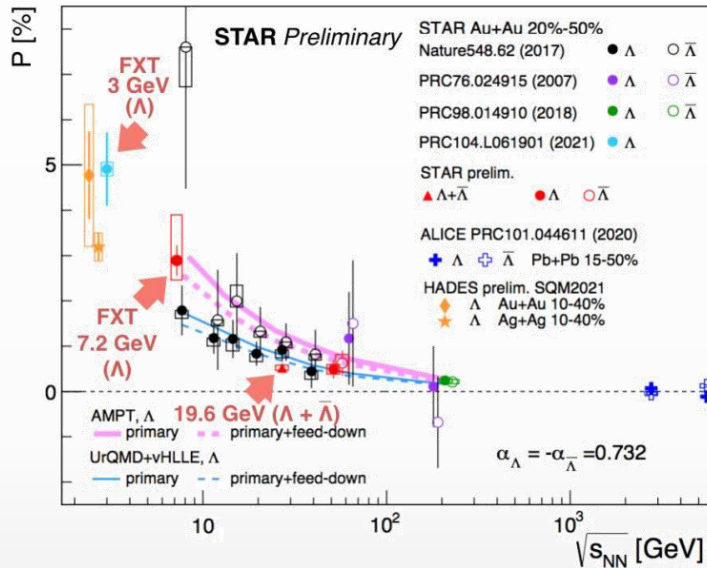 P [%]
STAR Preliminary
FXT
3 GeV
(Λ)
STAR Au+Au 20%-50%
Nature548.62 (2017) Λ Λ̅
PRC76.024915 (2007) Λ Λ̅
PRC98.014910 (2018) Λ Λ̅
PRC104.L061901 (2021) Λ
STAR prelim.
Λ+Λ̅ Λ Λ̅
ALICE PRC101.044611 (2020)
Λ Λ̅ Pb+Pb 15-50%
HADES prelim. SQM2021
Λ Au+Au 10-40%
Λ Ag+Ag 10-40%
5
FXT
7.2 GeV
(Λ)
0
19.6 GeV (Λ + Λ̅)
AMPT, Λ
primary primary+feed-down
UrQMD+vHLLE, Λ
primary primary+feed-down
α_Λ = -α_Λ̅ =0.732
10 10² 10³
√s_NN [GeV]